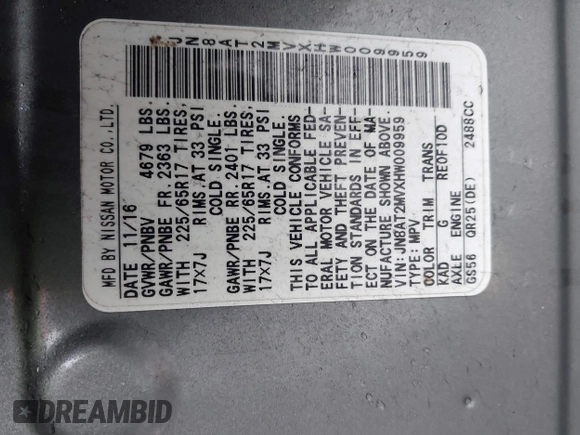 JN8AT2MVXHW009959
MFD BY NISSAN MOTOR CO.,LTD.
DATE 11/16
GVWR/PNBV 4679 LBS.
GAWR/PNBE FR. 2363 LBS.
WITH 225/65R17 TIRES,
17X7J RIMS,AT 33 PSI
COLD SINGLE.
GAWR/PNBE RR. 2401 LBS.
WITH 225/65R17 TIRES,
17X7J RIMS,AT 33 PSI
COLD SINGLE.
THIS VEHICLE CONFORMS
TO ALL APPLICABLE FED-
ERAL MOTOR VEHICLE SA-
FETY AND THEFT PREVEN-
TION STANDARDS IN EFF-
ECT ON THE DATE OF MA-
NUFACTURE SHOWN ABOVE.
VIN: JN8AT2MVXHW009959
TYPE: MPV
COLOR TRIM TRANS
KAD G RE0F10D
AXLE ENGINE
GS56 QR25(DE) 2488CC
DREAMBID